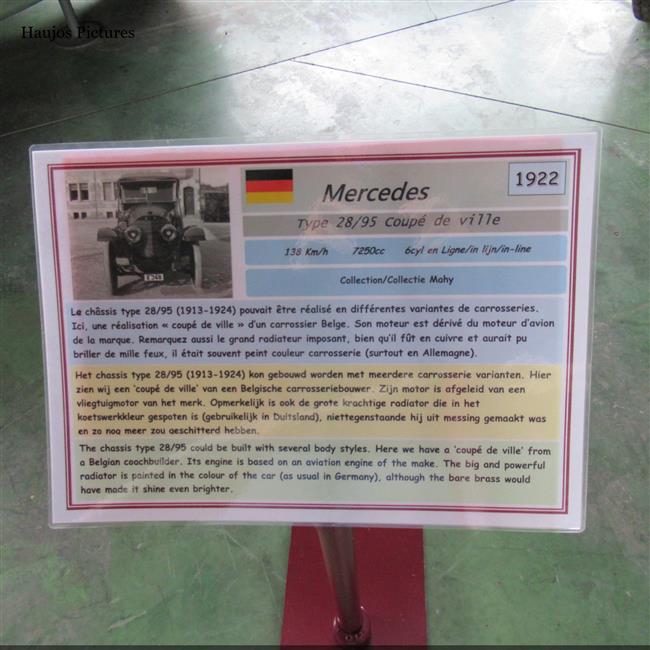 Haujos Pictures
Mercedes
1922
Type 28/95 Coupé de ville
138 Km/h 7250cc 6cyl en Ligne/in lijn/in-line
Collection/Collectie Mahy
Le châssis type 28/95 (1913-1924) pouvait être réalisé en différentes variantes de carrosseries.
Ici, une réalisation « coupé de ville » d'un carrossier Belge. Son moteur est dérivé du moteur d'avion
de la marque. Remarquez aussi le grand radiateur imposant, bien qu'il fût en cuivre et aurait pu
briller de mille feux, il était souvent peint couleur carrosserie (surtout en Allemagne).
Het chassis type 28/95 (1913-1924) kon gebouwd worden met meerdere carrosserie varianten. Hier
zien wij een 'coupé de ville' van een Belgische carrosseriebouwer. Zijn motor is afgeleid van een
vliegtuigmotor van het merk. Opmerkelijk is ook de grote krachtige radiator die in het
koetswerkkleur gespoten is (gebruikelijk in Duitsland), niettegenstaande hij uit messing gemaakt was
en zo nog meer zou geschitterd hebben.
The chassis type 28/95 could be built with several body styles. Here we have a 'coupé de ville' from
a Belgian coachbuilder. Its engine is based on an aviation engine of the make. The big and powerful
radiator is painted in the colour of the car (as usual in Germany), although the bare brass would
have made it shine even brighter.